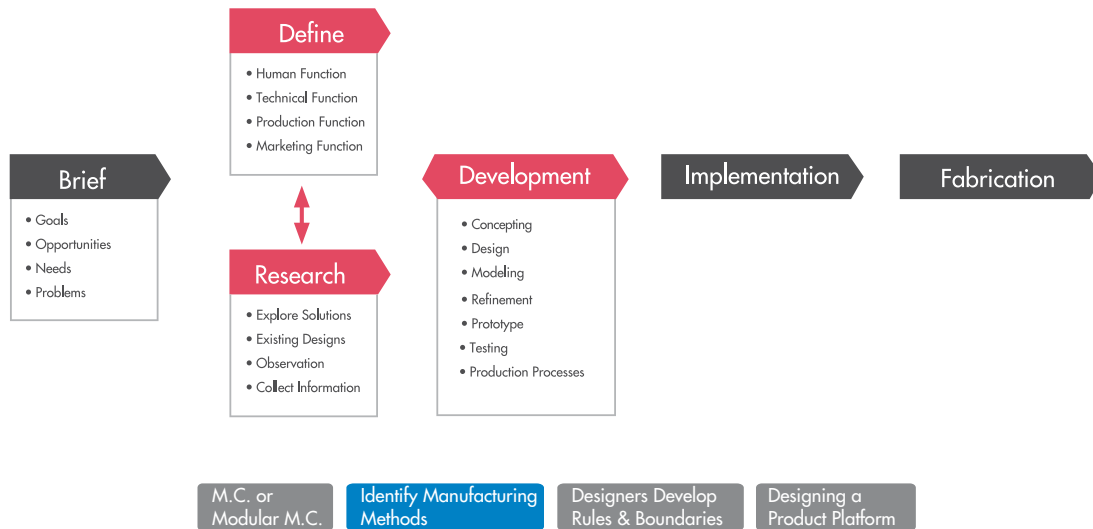 Brief
• Goals
• Opportunities
• Needs
• Problems
Define
• Human Function
• Technical Function
• Production Function
• Marketing Function
Research
• Explore Solutions
• Existing Designs
• Observation
• Collect Information
Development
• Concepting
• Design
• Modeling
• Refinement
• Prototype
• Testing
• Production Processes
Implementation
Fabrication
M.C. or
Modular M.C.
Identify Manufacturing
Methods
Designers Develop
Rules & Boundaries
Designing a
Product Platform